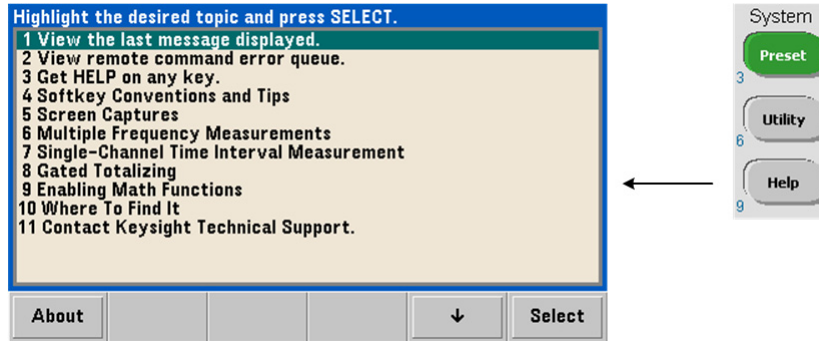 Highlight the desired topic and press SELECT.
1 View the last message displayed.
2 View remote command error queue.
3 Get HELP on any key.
4 Softkey Conventions and Tips
5 Screen Captures
6 Multiple Frequency Measurements
7 Single-Channel Time Interval Measurement
8 Gated Totalizing
9 Enabling Math Functions
10 Where To Find It
11 Contact Keysight Technical Support.
About
↓
Select
System
Preset
3
Utility
6
Help
9